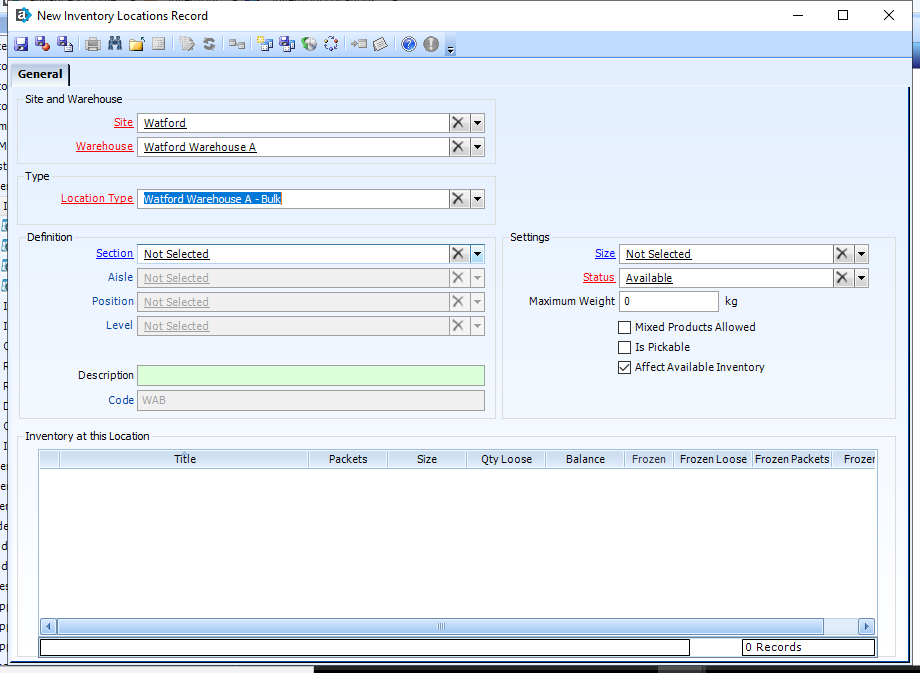 New Inventory Locations Record
General
Site and Warehouse
Site Watford
Warehouse Watford Warehouse A
Type
Location Type Watford Warehouse A - Bulk
Definition
Section Not Selected
Aisle Not Selected
Position Not Selected
Level Not Selected
Description
Code WAB
Settings
Size Not Selected
Status Available
Maximum Weight 0 kg
Mixed Products Allowed
Is Pickable
Affect Available Inventory
Inventory at this Location
Title Packets Size Qty Loose Balance Frozen Frozen Loose Frozen Packets Frozen
0 Records